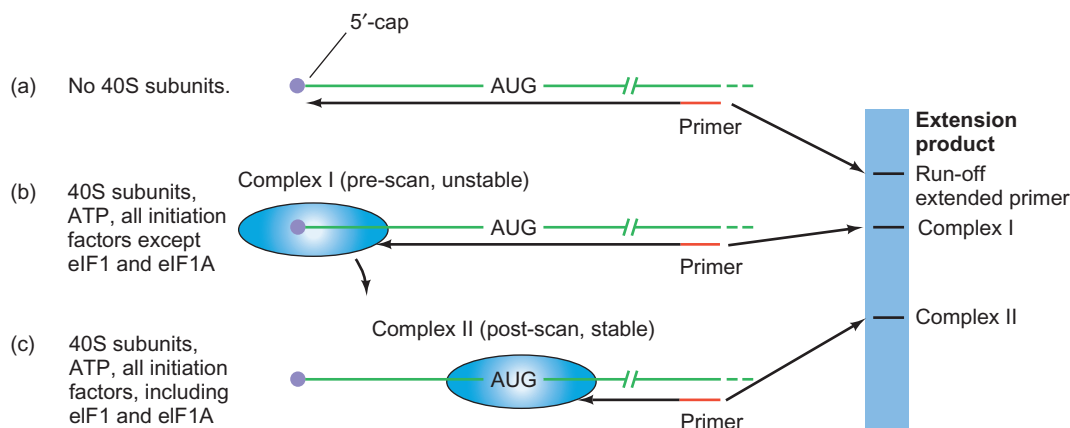 5′-cap
(a) No 40S subunits.
AUG
Primer
Extension
product
Run-off
extended primer
Complex I (pre-scan, unstable)
(b) 40S subunits,
ATP, all initiation
factors except
eIF1 and eIF1A
AUG
Primer
Complex I
Complex II (post-scan, stable)
Complex II
(c) 40S subunits,
ATP, all initiation
factors, including
eIF1 and eIF1A
AUG
Primer